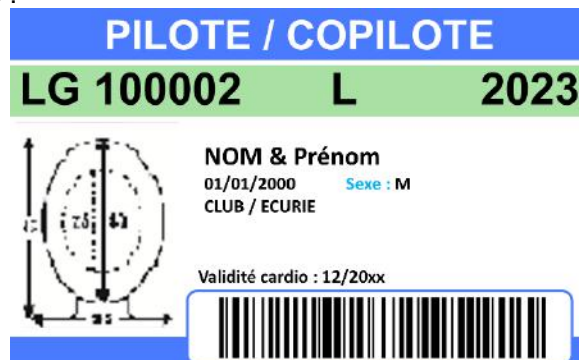 PILOTE / COPILOTE
LG 100002 L 2023
NOM & Prénom
01/01/2000 Sexe : M
CLUB / ECURIE
Validité cardio : 12/20xx